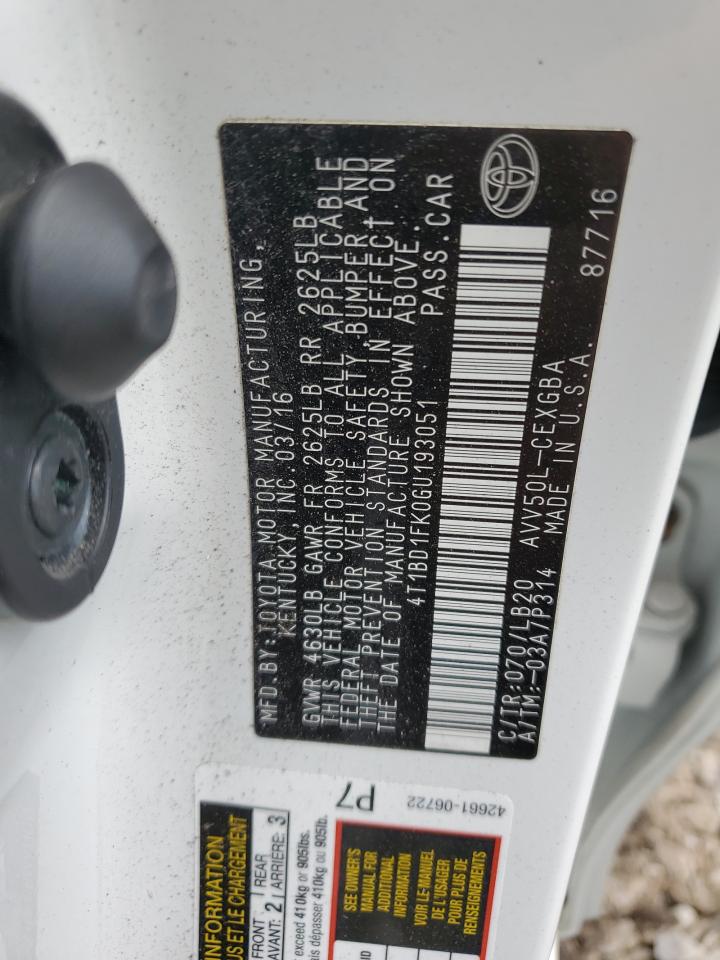 MFD.BY: TOYOTA MOTOR MANUFACTURING,
KENTUCKY, INC. 03/16
GVWR 4630LB GAWR FR 2625LB RR 2625LB
THIS VEHICLE CONFORMS TO ALL APPLICABLE
FEDERAL MOTOR VEHICLE SAFETY, BUMPER, AND
THEFT PREVENTION STANDARDS IN EFFECT ON
THE DATE OF MANUFACTURE SHOWN ABOVE.
4T1BD1FK0GU193051 PASS.CAR
C/TR:070/LB20 AVV50L-CEXGBA
A/TM:-03A/P314 MADE IN U.S.A. 87716
P7
42661-06722
INFORMATION
US ET LE CHARGEMENT
FRONT / REAR
AVANT: 2 / ARRIÈRE: 3
exceed 410kg or 905lbs.
is dépasser 410kg ou 905lb.
SEE OWNER'S
MANUAL FOR
ADDITIONAL
INFORMATION
VOIR LE MANUEL
DE L'USAGER
POUR PLUS DE
RENSEIGNEMENTS